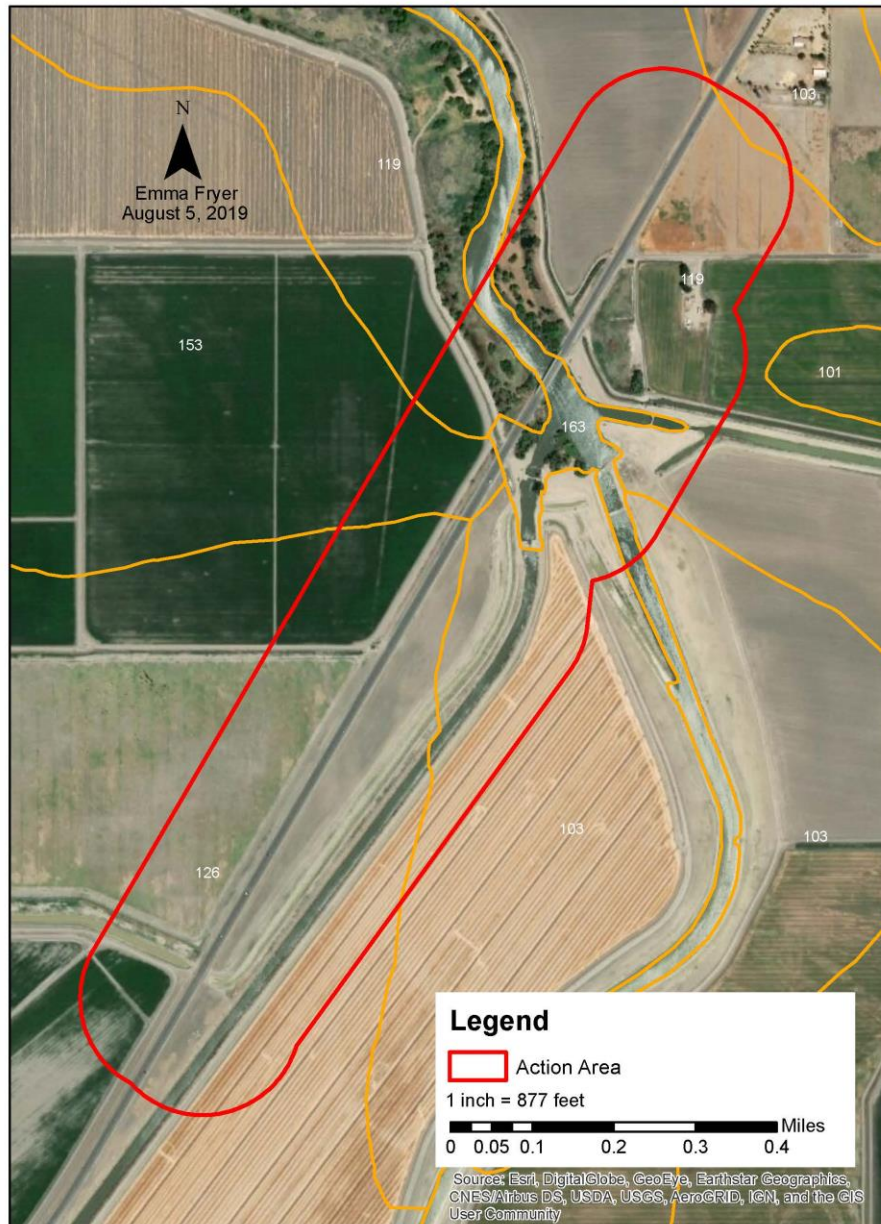 103
N
119
Emma Fryer
August 5, 2019
119
153
101
163
103
103
126
Legend
Action Area
1 inch = 877 feet
Miles
0 0.05 0.1 0.2 0.3 0.4
Source: Esri, DigitalGlobe, GeoEye, Earthstar Geographics,
CNES/Airbus DS, USDA, USGS, AeroGRID, IGN, and the GIS
User Community